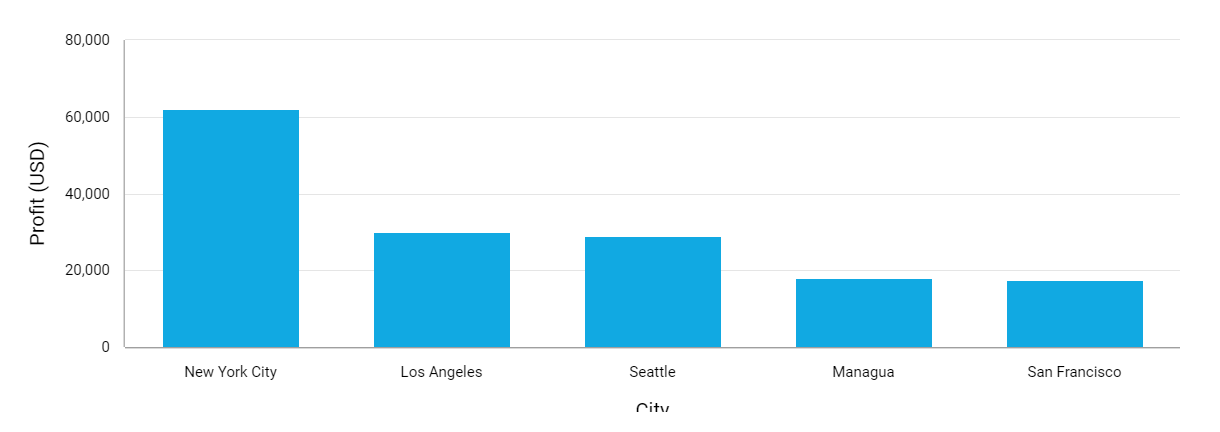 80,000
60,000
40,000
20,000
0
Profit (USD)
New York City
Los Angeles
Seattle
Managua
San Francisco
City